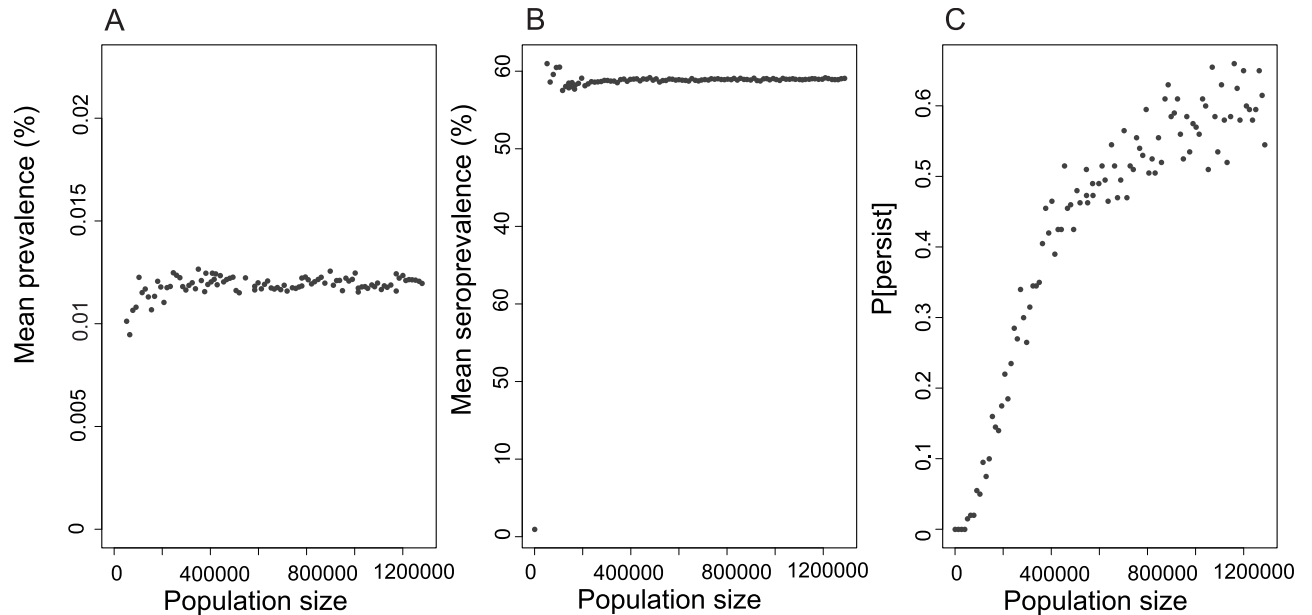 A
Mean prevalence (%)
0.02
0.015
0.01
0.005
0
0 400000 800000 1200000
Population size
B
Mean seroprevalence (%)
60
50
40
60
50
10
0
0 400000 800000 1200000
Population size
C
P[persist]
0.6
0.5
0.4
0.3
0.2
0.1
0
0 400000 800000 1200000
Population size